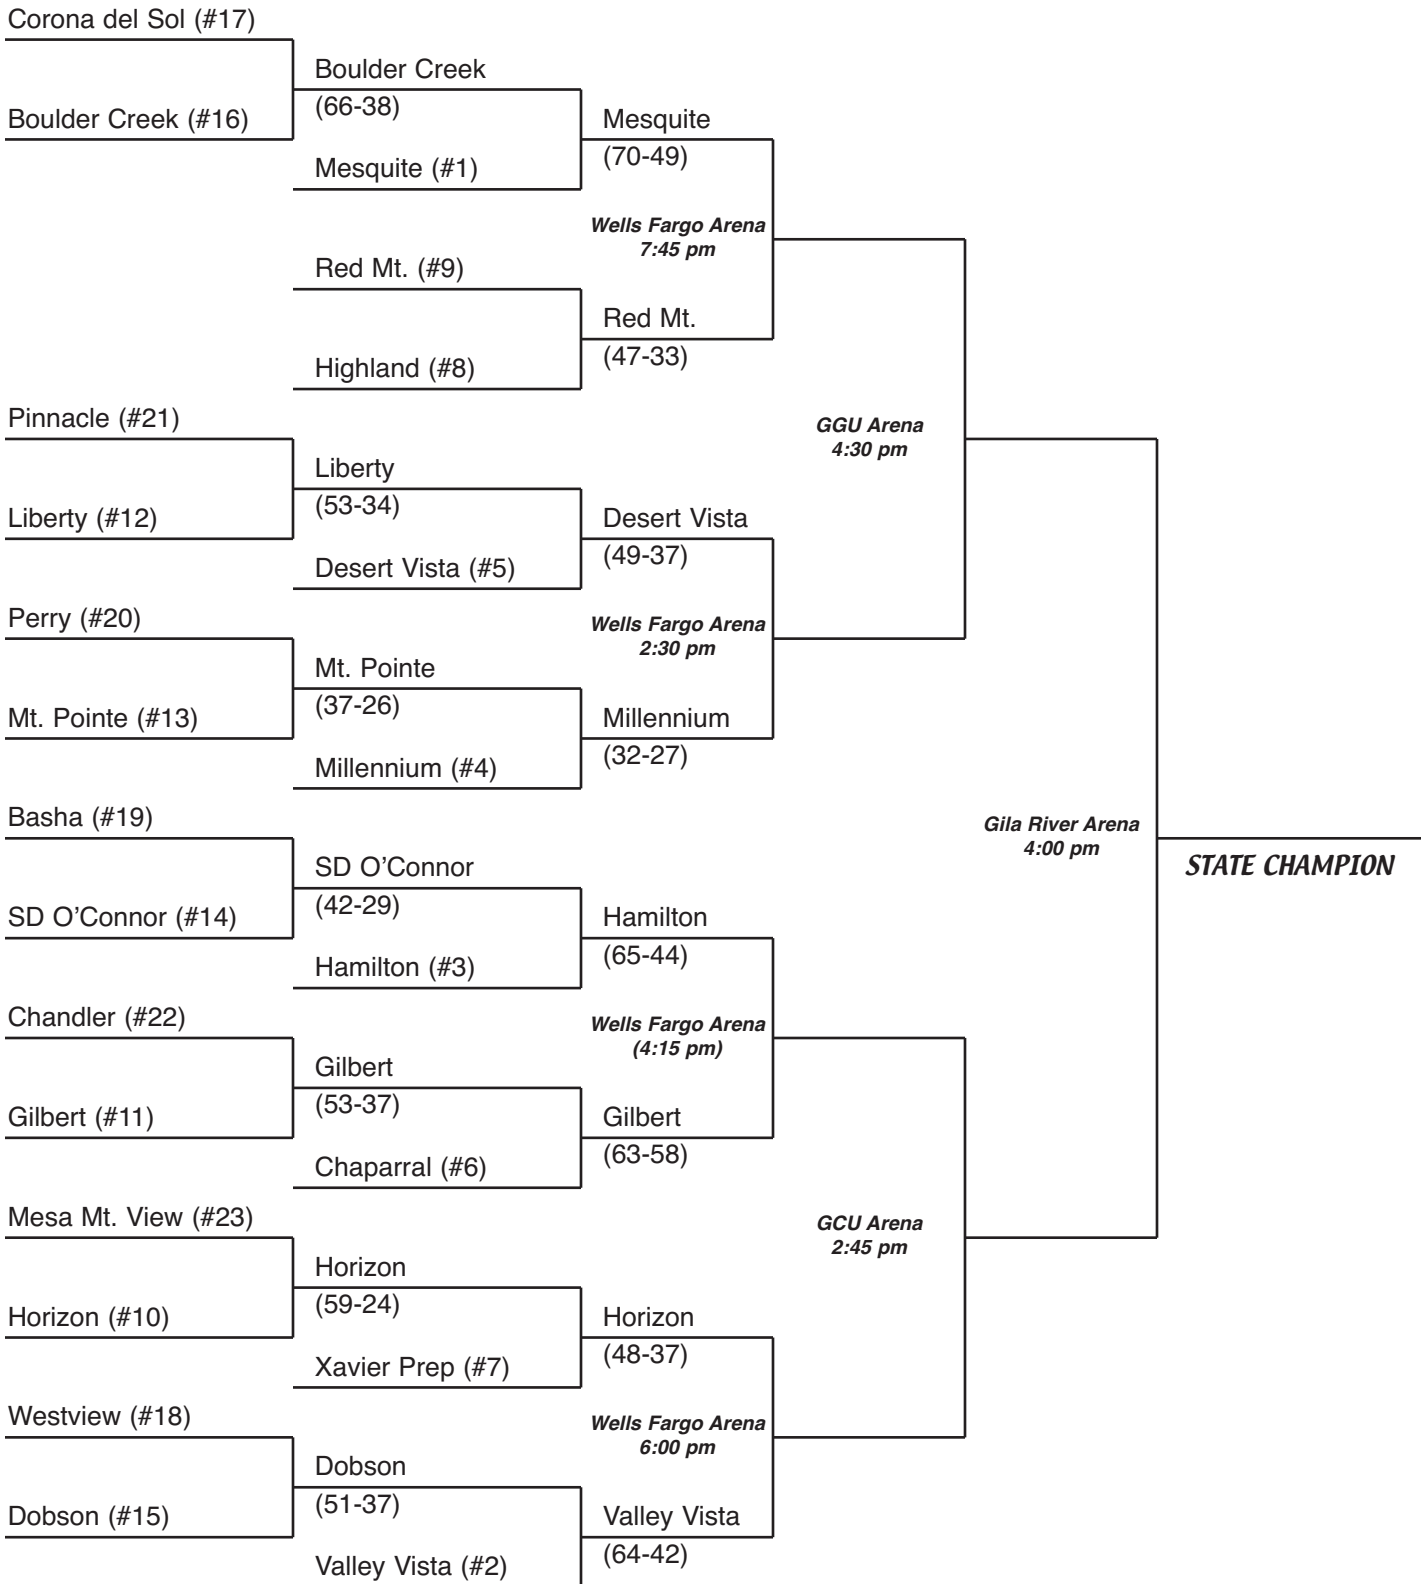 Corona del Sol (#17)
Boulder Creek
(66-38)
Boulder Creek (#16)
Mesquite
(70-49)
Mesquite (#1)
Wells Fargo Arena
7:45 pm
Red Mt. (#9)
Red Mt.
(47-33)
Highland (#8)
Pinnacle (#21)
GGU Arena
4:30 pm
Liberty
(53-34)
Liberty (#12)
Desert Vista
(49-37)
Desert Vista (#5)
Perry (#20)
Wells Fargo Arena
2:30 pm
Mt. Pointe
(37-26)
Mt. Pointe (#13)
Millennium
(32-27)
Millennium (#4)
Basha (#19)
Gila River Arena
4:00 pm
STATE CHAMPION
SD O'Connor
(42-29)
SD O'Connor (#14)
Hamilton
(65-44)
Hamilton (#3)
Chandler (#22)
Wells Fargo Arena
(4:15 pm)
Gilbert
(53-37)
Gilbert (#11)
Gilbert
(63-58)
Chaparral (#6)
Mesa Mt. View (#23)
GCU Arena
2:45 pm
Horizon
(59-24)
Horizon (#10)
Horizon
(48-37)
Xavier Prep (#7)
Westview (#18)
Wells Fargo Arena
6:00 pm
Dobson
(51-37)
Dobson (#15)
Valley Vista
(64-42)
Valley Vista (#2)